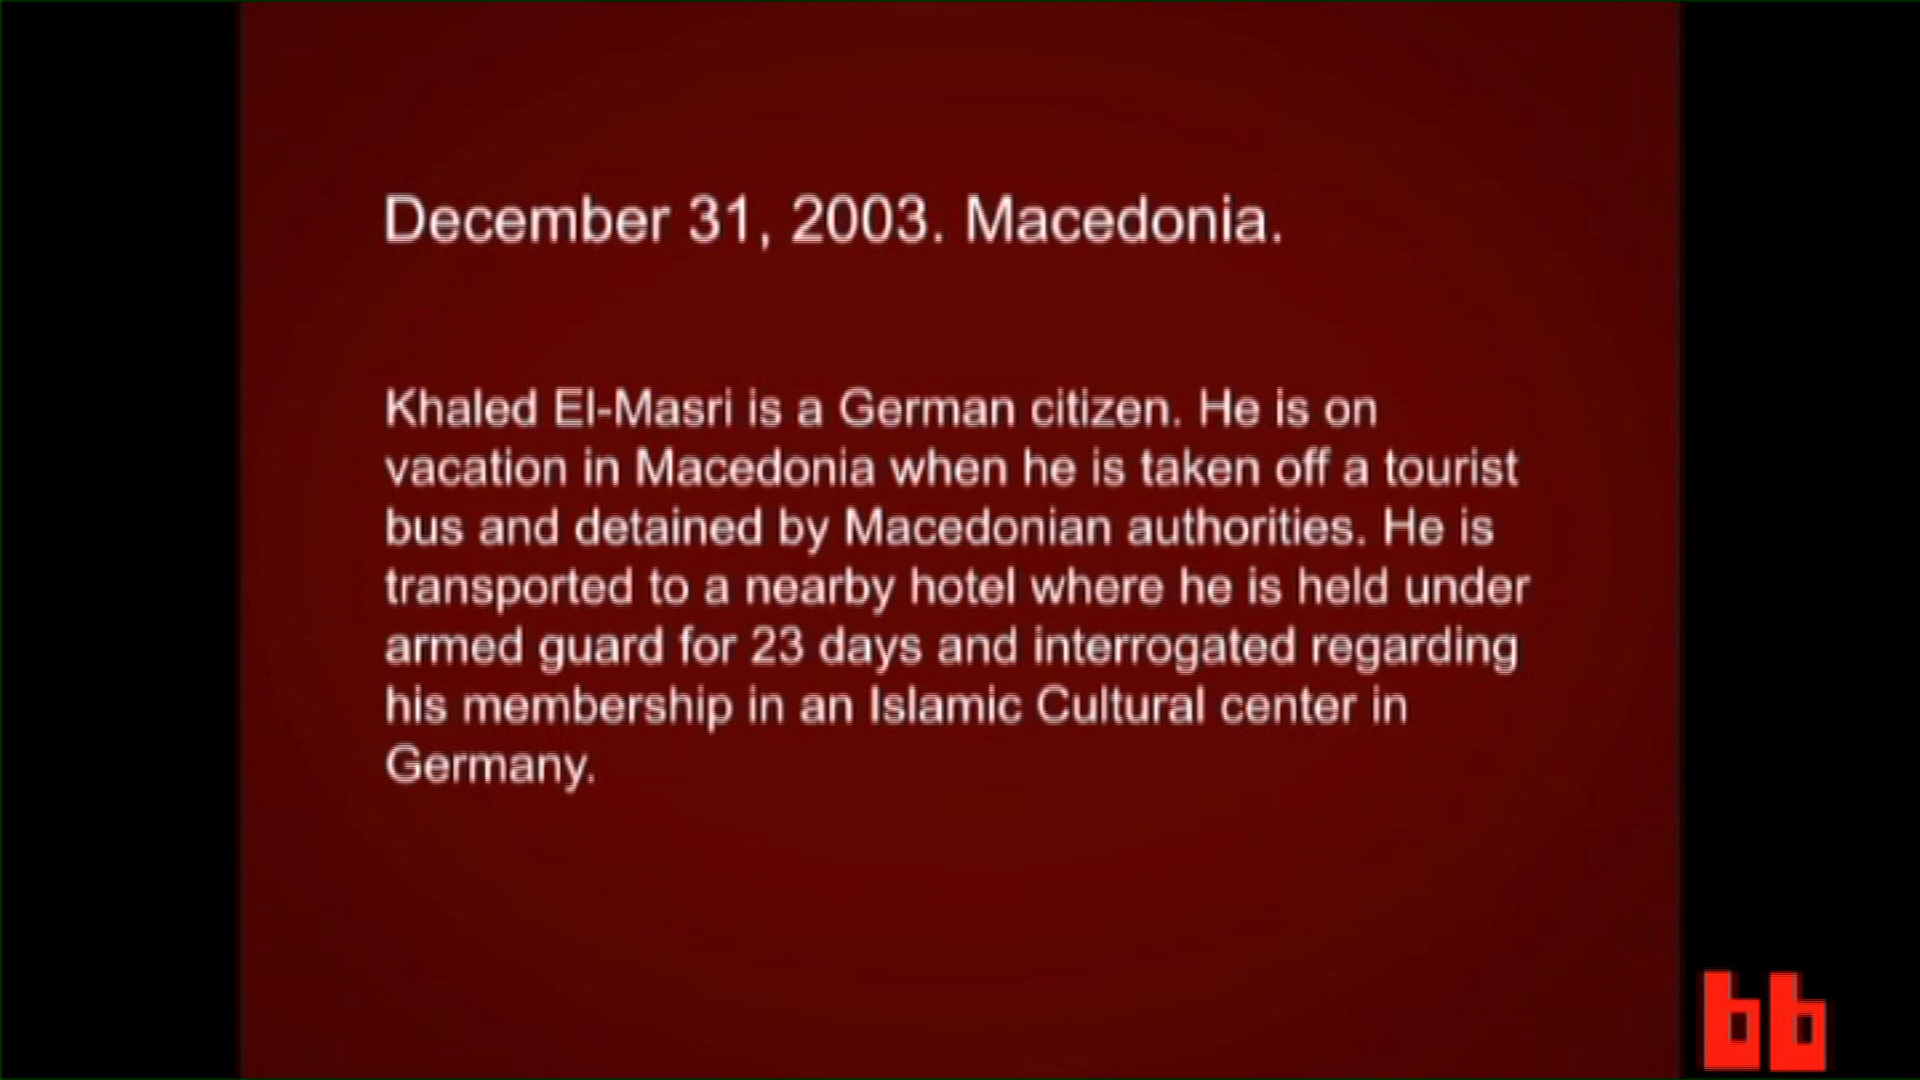 December 31, 2003. Macedonia.
Khaled El-Masri is a German citizen. He is on
vacation in Macedonia when he is taken off a tourist
bus and detained by Macedonian authorities. He is
transported to a nearby hotel where he is held under
armed guard for 23 days and interrogated regarding
his membership in an Islamic Cultural center in
Germany.
bb